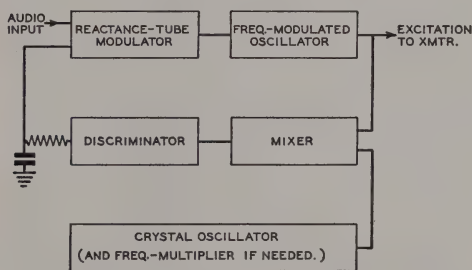 AUDIO
INPUT
REACTANCE-TUBE
MODULATOR
FREQ.-MODULATED
OSCILLATOR
EXCITATION
TO XMTR.
DISCRIMINATOR
MIXER
CRYSTAL OSCILLATOR
(AND FREQ.-MULTIPLIER IF NEEDED.)